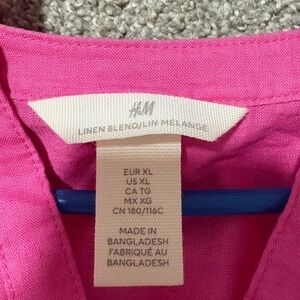 H&M
LINEN BLEND/LIN MÉLANGÉ
EUR XL
US XL
CA TG
MX XG
CN 180/116C
MADE IN
BANGLADESH
FABRIQUÉ AU
BANGLADESH